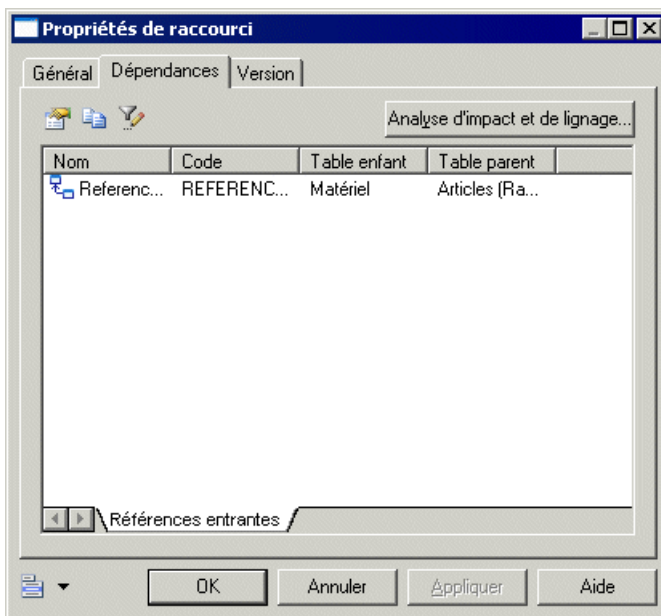 Propriétés de raccourci
Général Dépendances Version
Analyse d'impact et de lignage...
Nom Code Table enfant Table parent
Referenc... REFERENC... Matériel Articles (Ra...
Références entrantes
OK Annuler Appliquer Aide